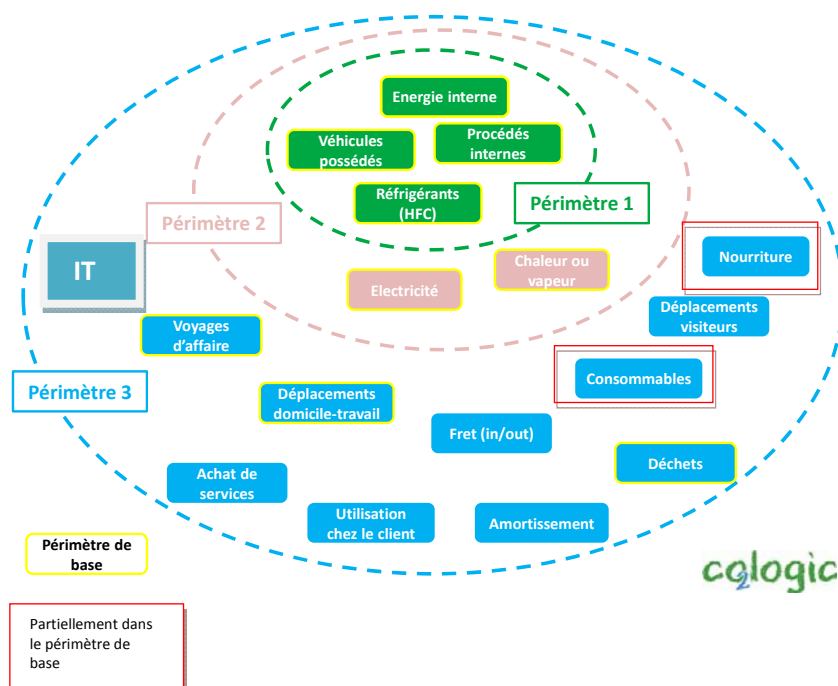 Energie interne
Véhicules
possédés
Procédés
internes
Réfrigérants
(HFC)
Périmètre 1
Périmètre 2
IT
Nourriture
Chaleur ou
vapeur
Electricité
Déplacements
visiteurs
Voyages
d'affaire
Périmètre 3
Consommables
Déplacements
domicile-travail
Fret (in/out)
Déchets
Achat de
services
Utilisation
chez le client
Amortissement
Périmètre de
base
co2logic
Partiellement dans
le périmètre de
base